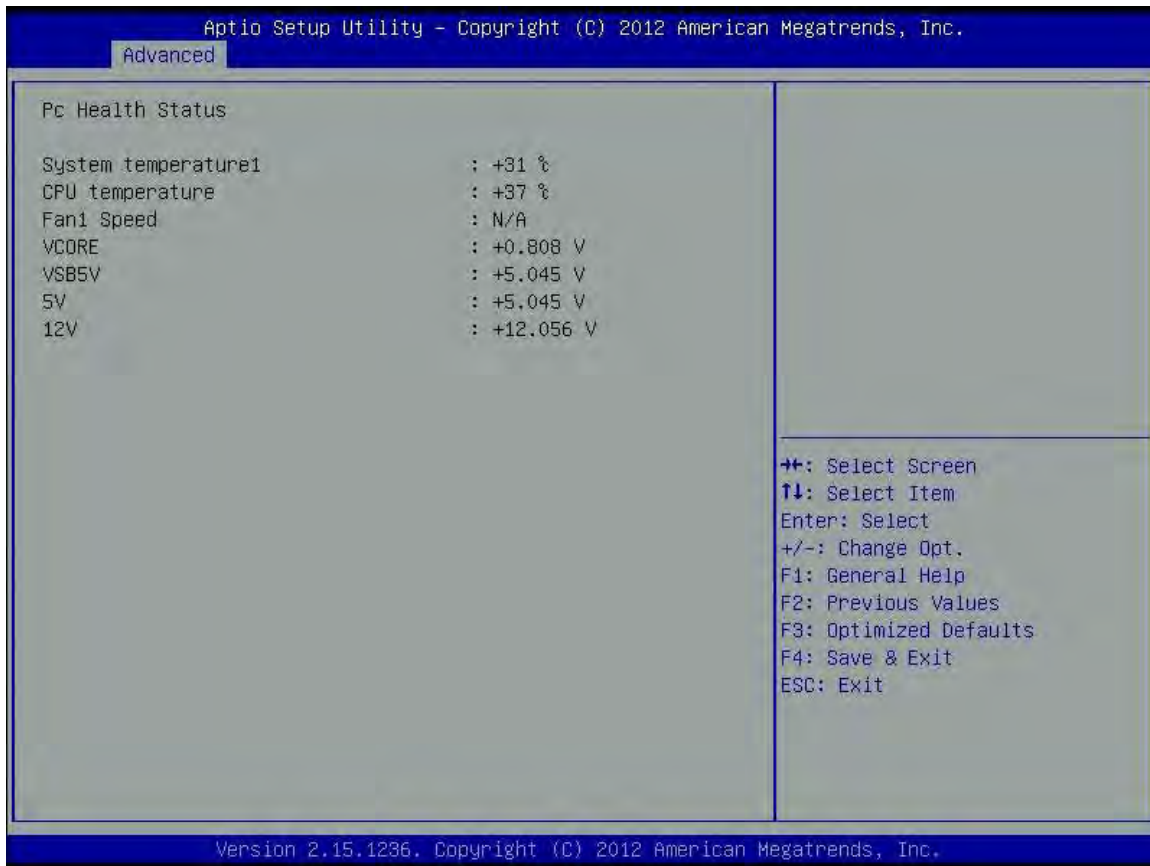 Aptio Setup Utility – Copyright (C) 2012 American Megatrends, Inc.
Advanced
Pc Health Status
System temperature1 : +31 ℃
CPU temperature : +37 ℃
Fan1 Speed : N/A
VCORE : +0.808 V
VSB5V : +5.045 V
5V : +5.045 V
12V : +12.056 V
→←: Select Screen
↑↓: Select Item
Enter: Select
+/-: Change Opt.
F1: General Help
F2: Previous Values
F3: Optimized Defaults
F4: Save & Exit
ESC: Exit
Version 2.15.1236. Copyright (C) 2012 American Megatrends, Inc.